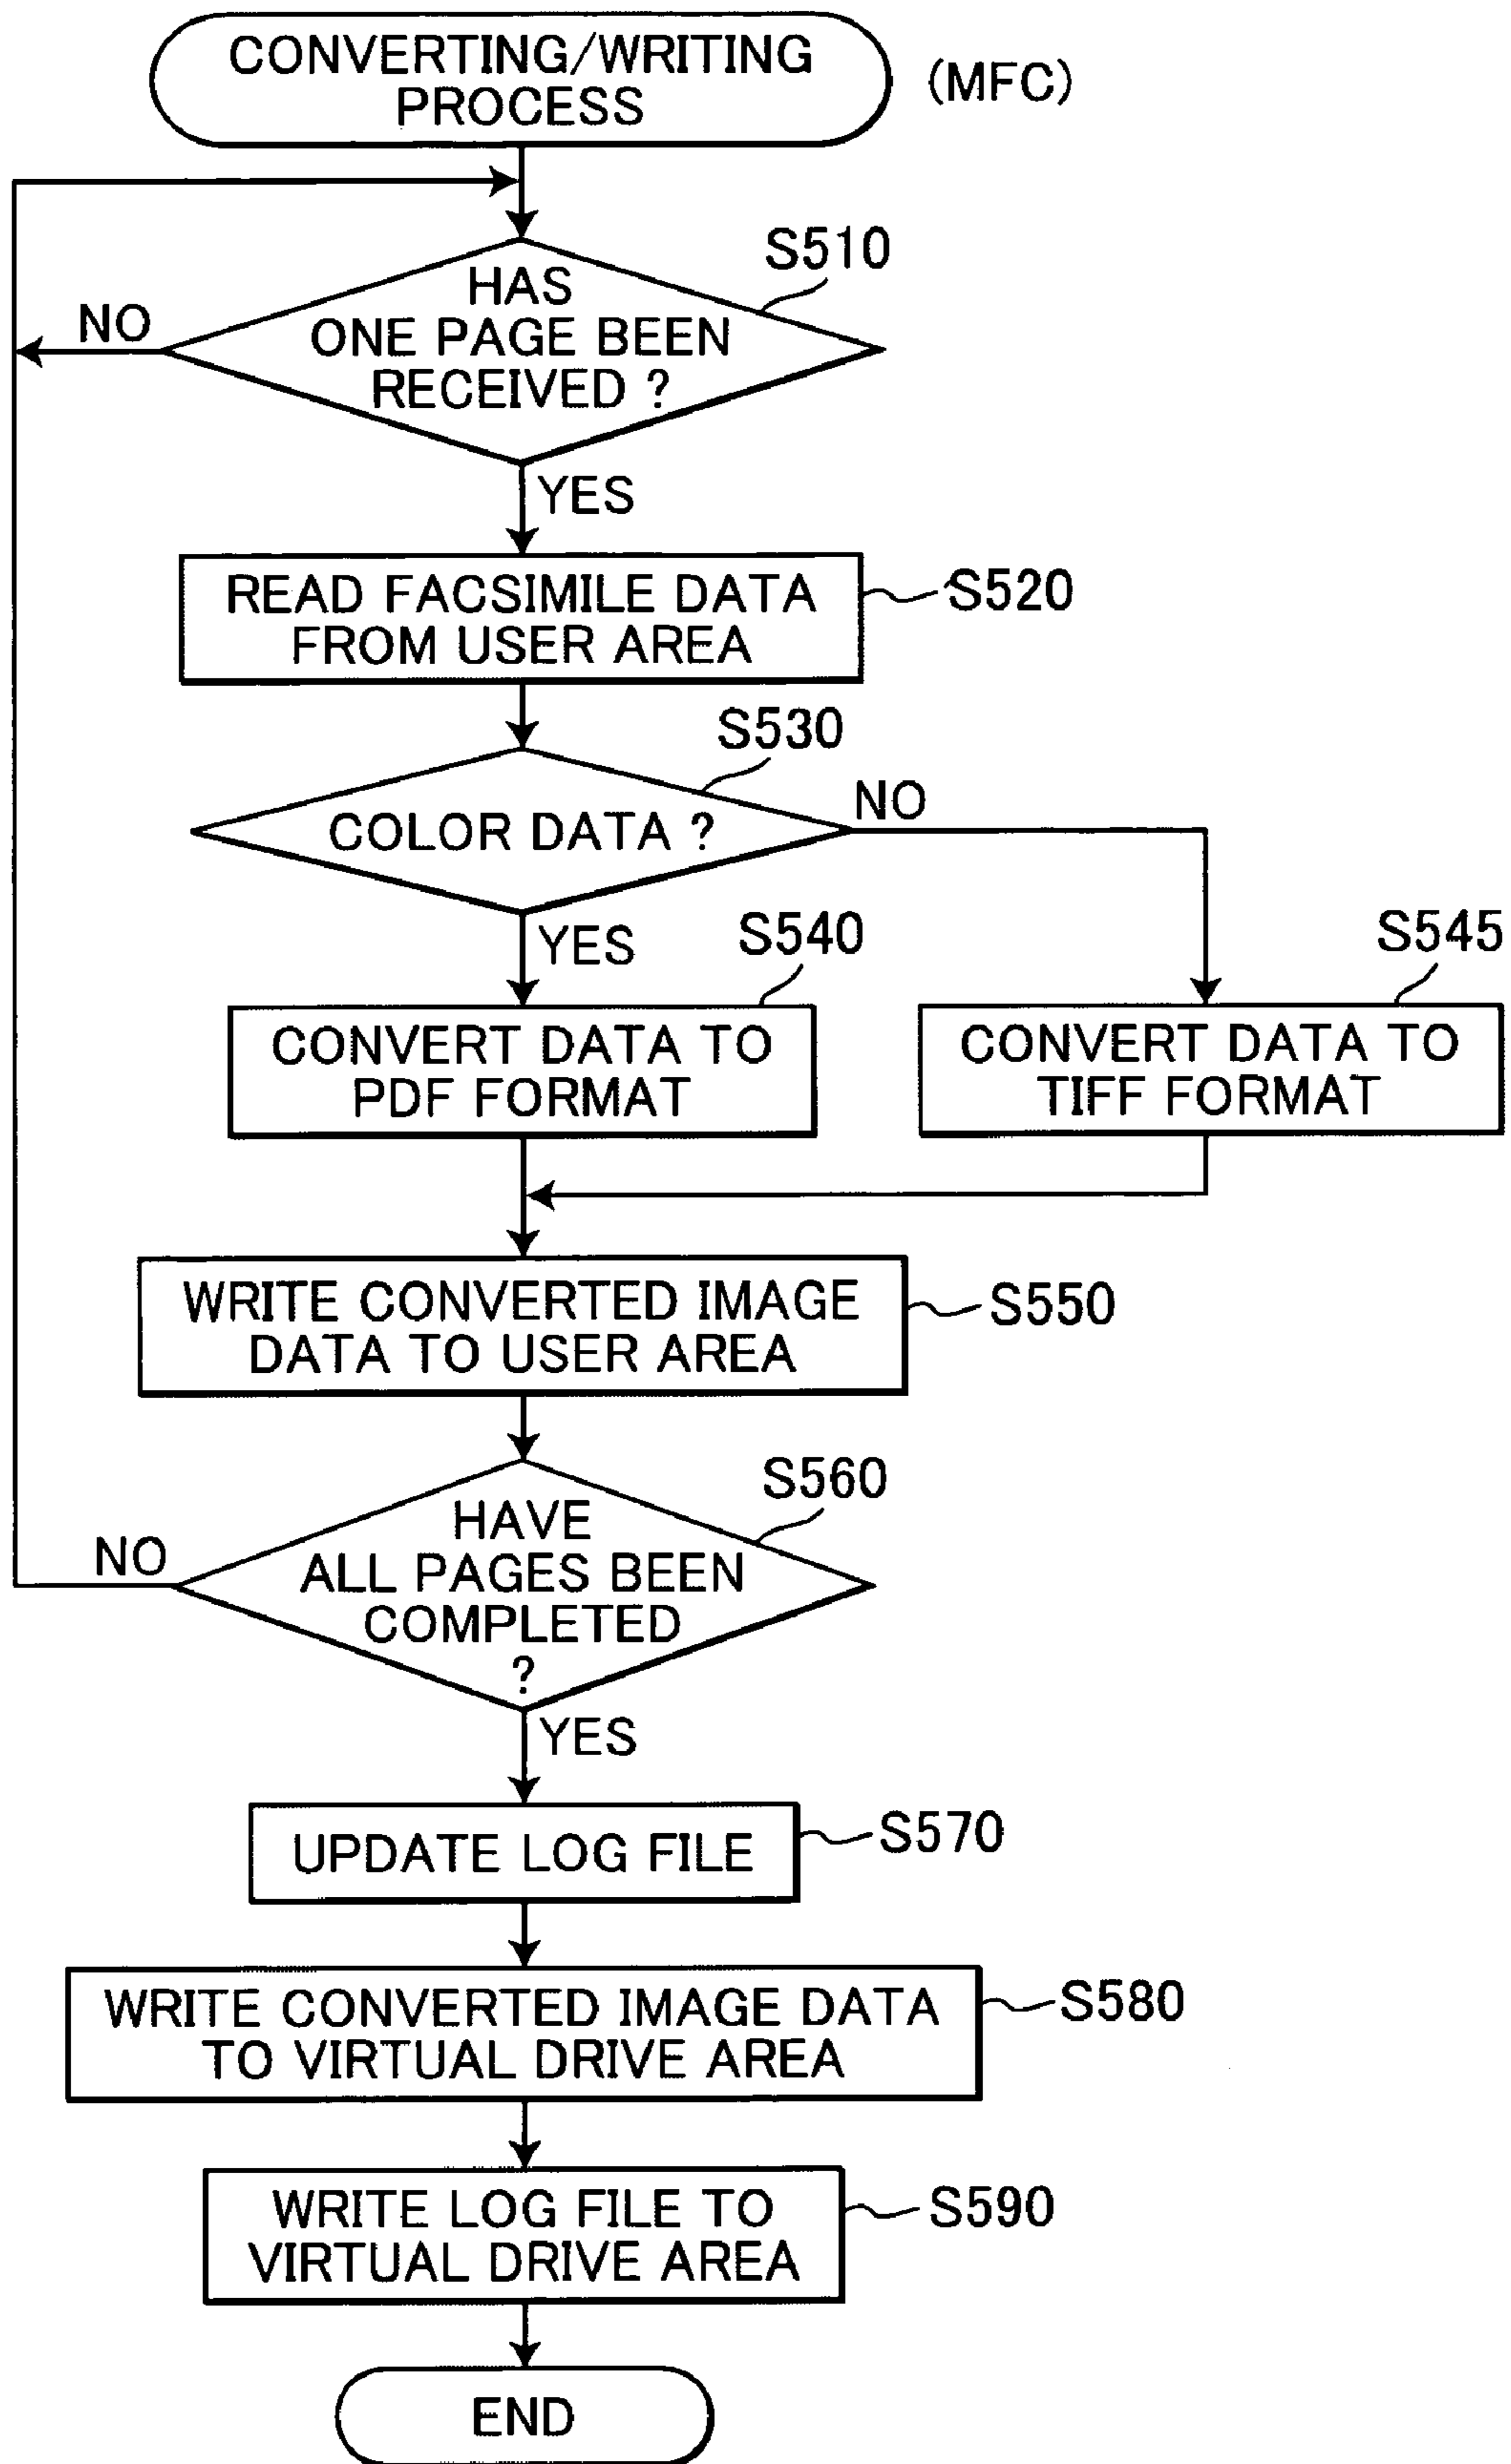 CONVERTING/WRITING
PROCESS
(MFC)
S510
HAS
ONE PAGE BEEN
RECEIVED ?
NO
YES
READ FACSIMILE DATA
FROM USER AREA
S520
S530
COLOR DATA ?
NO
YES
S540
S545
CONVERT DATA TO
PDF FORMAT
CONVERT DATA TO
TIFF FORMAT
WRITE CONVERTED IMAGE
DATA TO USER AREA
S550
S560
HAVE
ALL PAGES BEEN
COMPLETED
?
NO
YES
UPDATE LOG FILE
S570
WRITE CONVERTED IMAGE DATA
TO VIRTUAL DRIVE AREA
S580
WRITE LOG FILE TO
VIRTUAL DRIVE AREA
S590
END